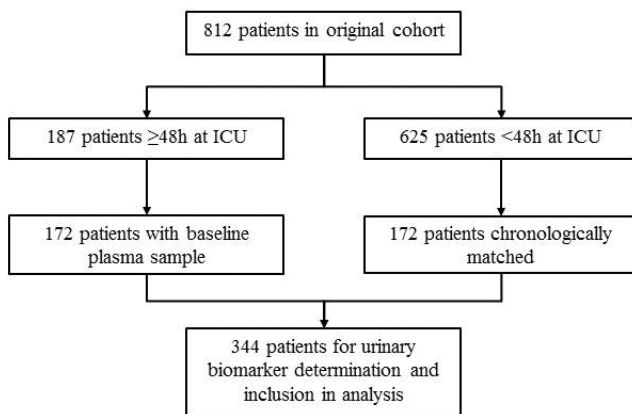 812 patients in original cohort
187 patients ≥48h at ICU
625 patients <48h at ICU
172 patients with baseline
plasma sample
172 patients chronologically
matched
344 patients for urinary
biomarker determination and
inclusion in analysis